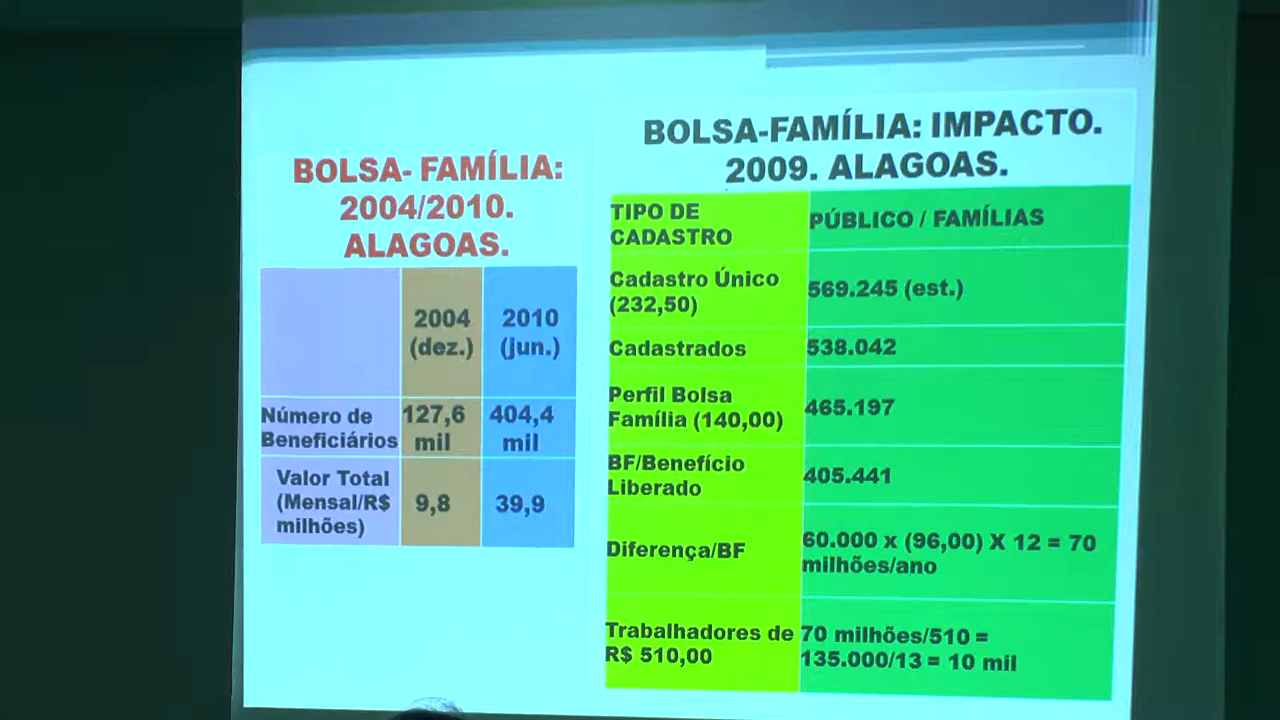 BOLSA- FAMÍLIA:
2004/2010.
ALAGOAS.
2004
(dez.)
2010
(jun.)
Número de
Beneficiários
127,6
mil
404,4
mil
Valor Total
(Mensal/R$
milhões)
9,8
39,9
BOLSA-FAMÍLIA: IMPACTO.
2009. ALAGOAS.
TIPO DE
CADASTRO
PÚBLICO / FAMÍLIAS
Cadastro Único
(232,50)
569.245 (est.)
Cadastrados
538.042
Perfil Bolsa
Família (140,00)
465.197
BF/Benefício
Liberado
405.441
Diferença/BF
60.000 x (96,00) X 12 = 70
milhões/ano
Trabalhadores de
R$ 510,00
70 milhões/510 =
135.000/13 = 10 mil